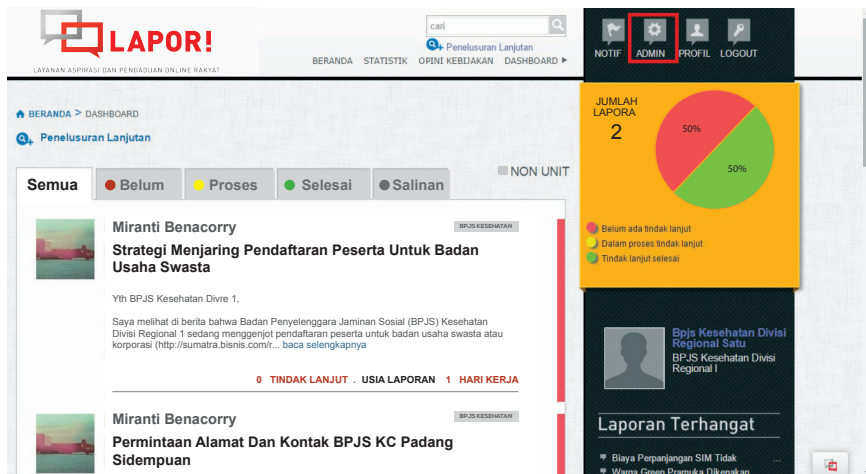 LAPOR!
LAYANAN ASPIRASI DAN PENGADUAN ONLINE RAKYAT
cari
Penelusuran Lanjutan
BERANDA STATISTIK OPINI KEBIJAKAN DASHBOARD
NOTIF ADMIN PROFIL LOGOUT
BERANDA > DASHBOARD
Penelusuran Lanjutan
NON UNIT
Semua Belum Proses Selesai Salinan
Miranti Benacorry
BPJS KESEHATAN
Strategi Menjaring Pendaftaran Peserta Untuk Badan
Usaha Swasta
Yth BPJS Kesehatan Divre 1,
Saya melihat di berita bahwa Badan Penyelenggara Jaminan Sosial (BPJS) Kesehatan
Divisi Regional 1 sedang menggenjot pendaftaran peserta untuk badan usaha swasta atau
korporasi (http://sumatra.bisnis.com/r... baca selengkapnya
0 TINDAK LANJUT . USIA LAPORAN 1 HARI KERJA
Miranti Benacorry
BPJS KESEHATAN
Permintaan Alamat Dan Kontak BPJS KC Padang
Sidempuan
JUMLAH
LAPORA
2
50%
50%
Belum ada tindak lanjut
Dalam proses tindak lanjut
Tindak lanjut selesai
Bpjs Kesehatan Divisi
Regional Satu
BPJS Kesehatan Divisi
Regional I
Laporan Terhangat
Biaya Perpanjangan SIM Tidak ...
Warga Green Pramuka Dikenakan